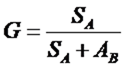 G = S_A / (S_A + A_B)